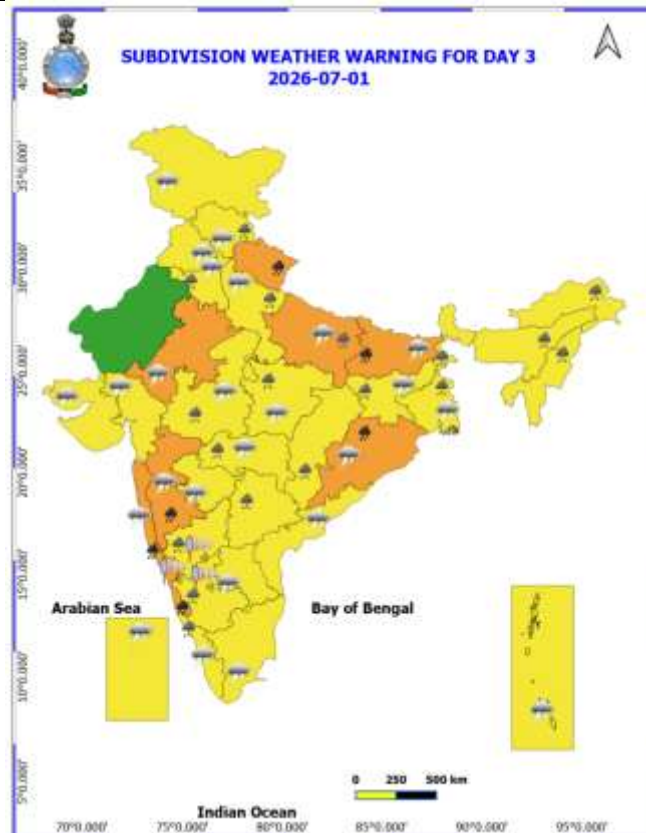 SUBDIVISION WEATHER WARNING FOR DAY 3
2026-07-01
40°0.000'
35°0.000'
30°0.000'
25°0.000'
20°0.000'
15°0.000'
10°0.000'
5°0.000'
Arabian Sea
Bay of Bengal
0 250 500 km
Indian Ocean
70°0.000' 75°0.000' 80°0.000' 85°0.000' 90°0.000' 95°0.000'